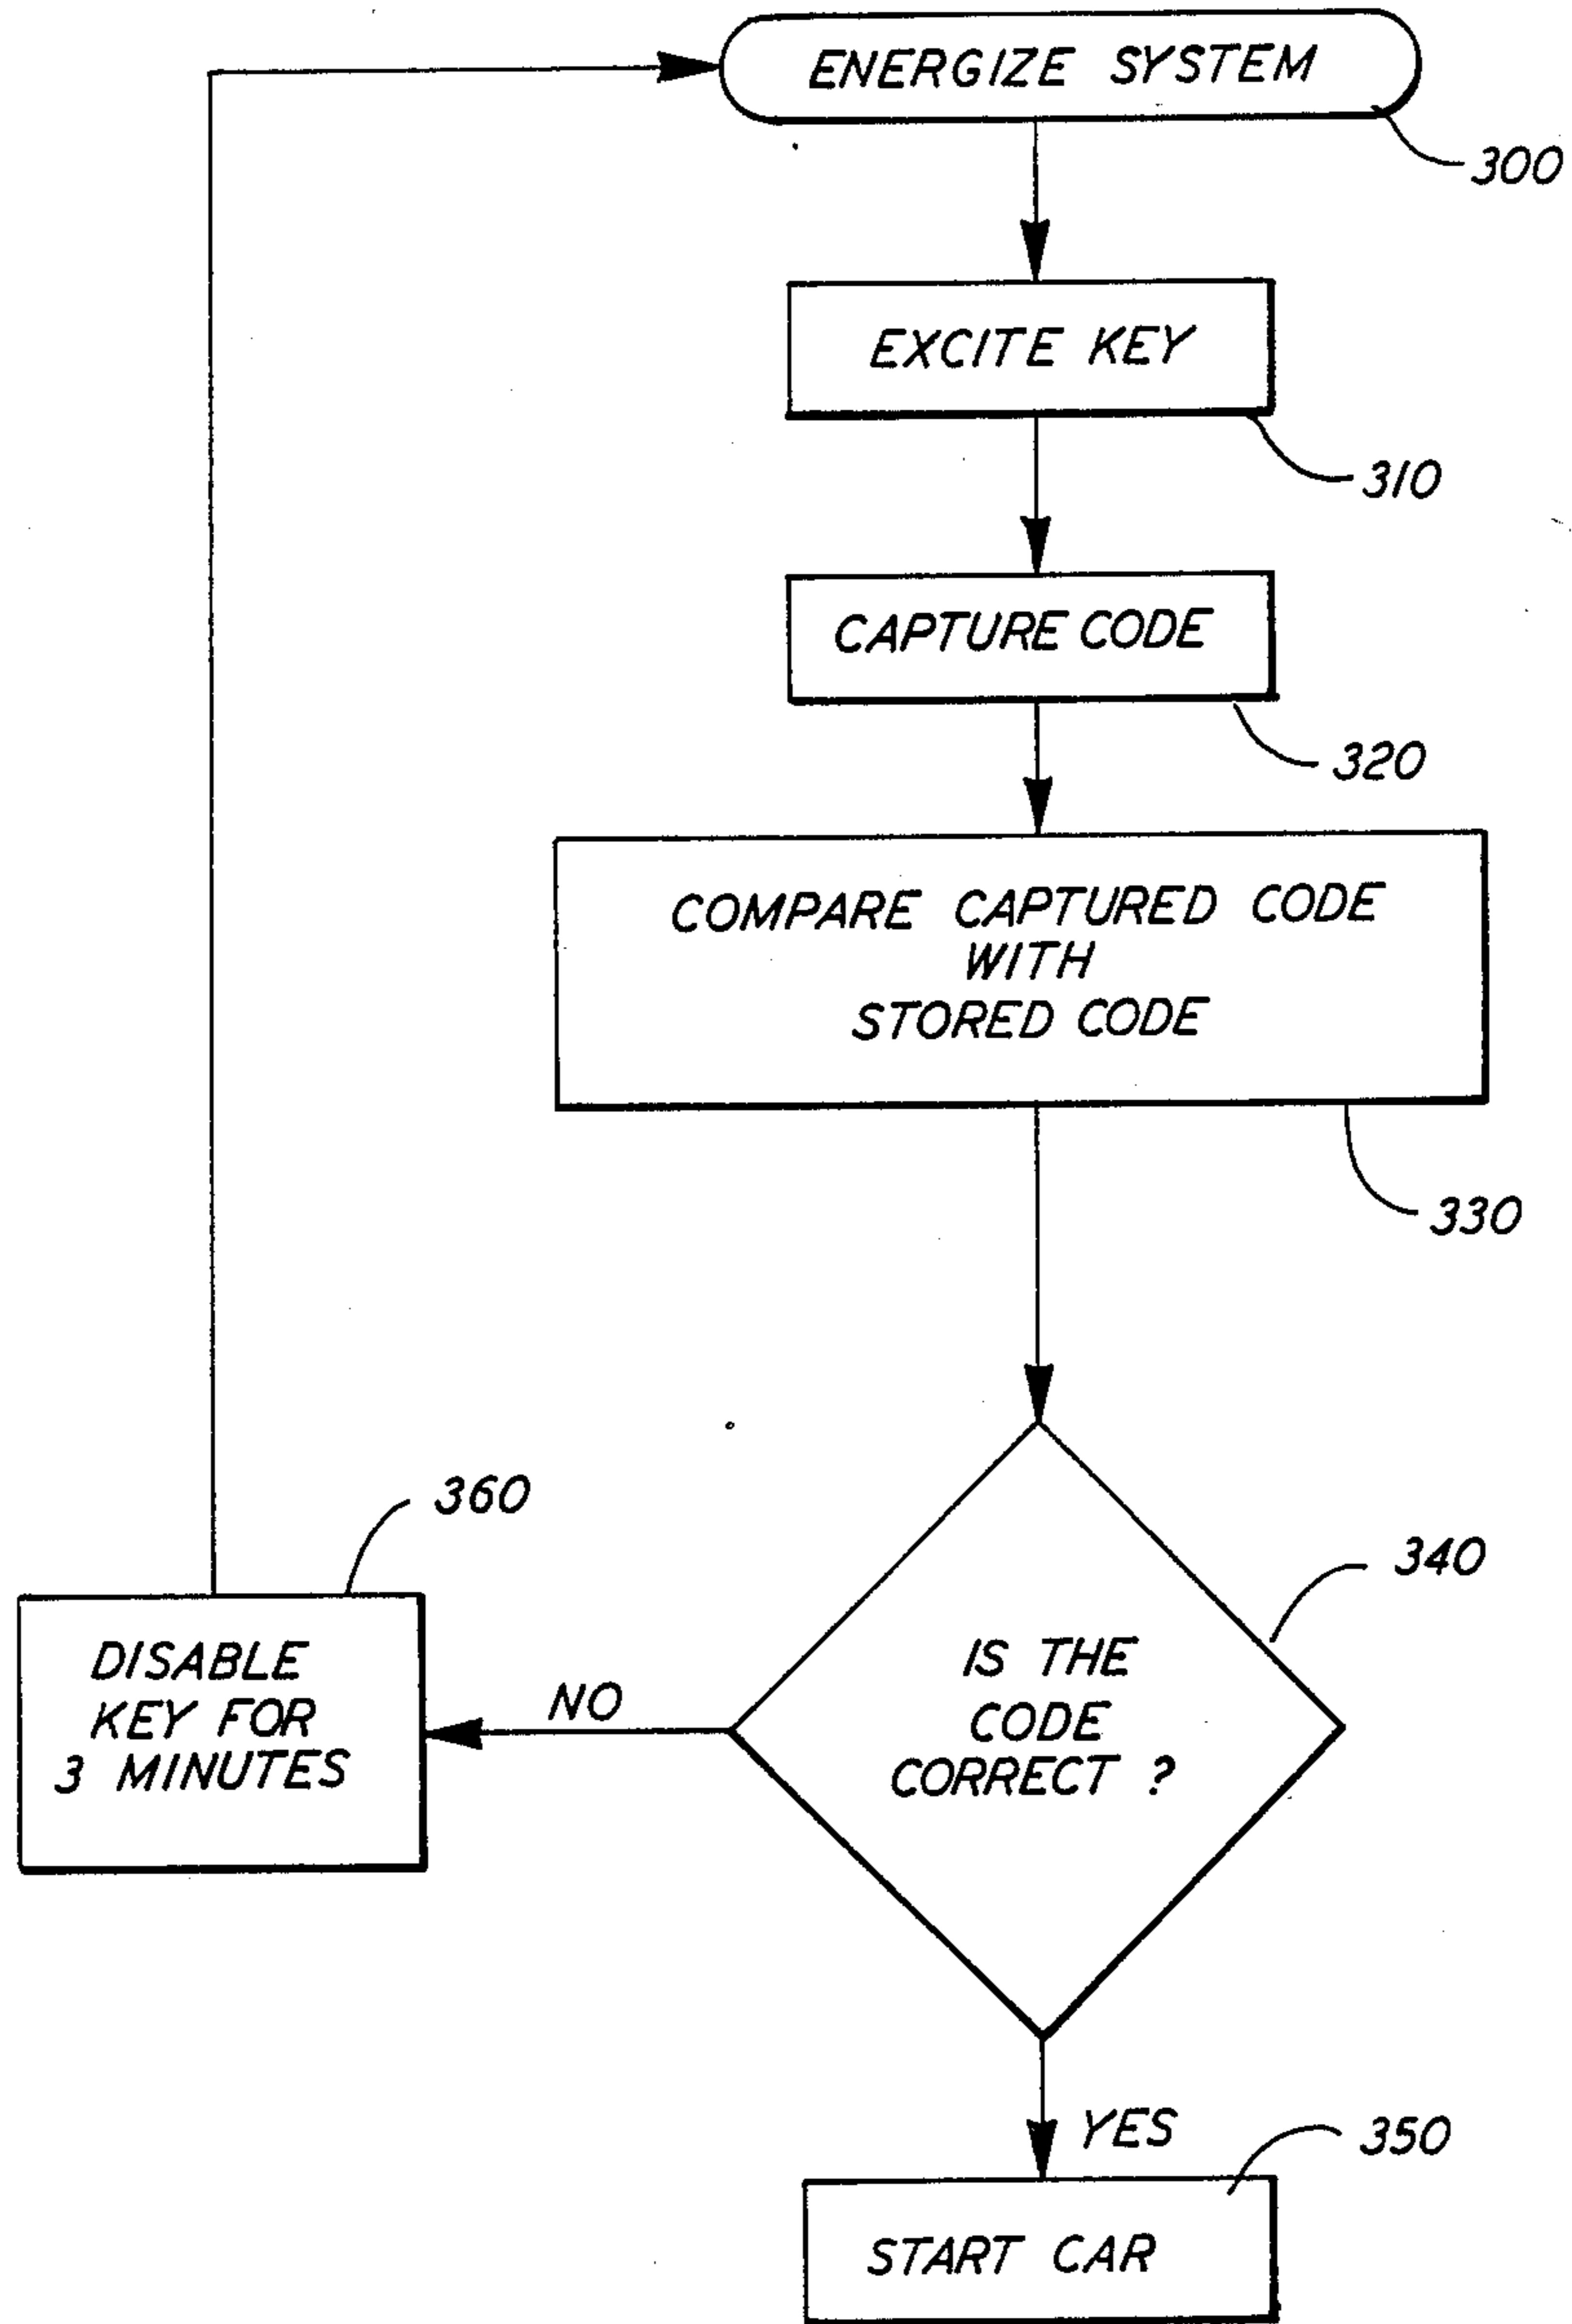 ENERGIZE SYSTEM
300
EXCITE KEY
310
CAPTURE CODE
320
COMPARE CAPTURED CODE
WITH
STORED CODE
330
360
340
DISABLE
KEY FOR
3 MINUTES
NO
IS THE
CODE
CORRECT ?
YES
350
START CAR